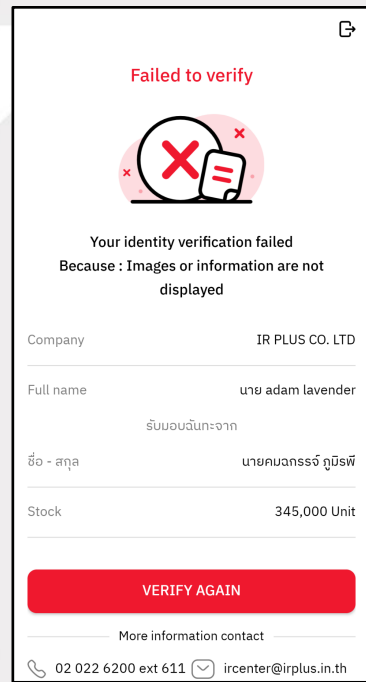 Failed to verify
Your identity verification failed
Because : Images or information are not
displayed
Company IR PLUS CO. LTD
Full name นาย adam lavender
รับมอบฉันทะจาก
ชื่อ - สกุล นายคมฉกรรจ์ ภูมิรพี
Stock 345,000 Unit
VERIFY AGAIN
More information contact
02 022 6200 ext 611 ircenter@irplus.in.th